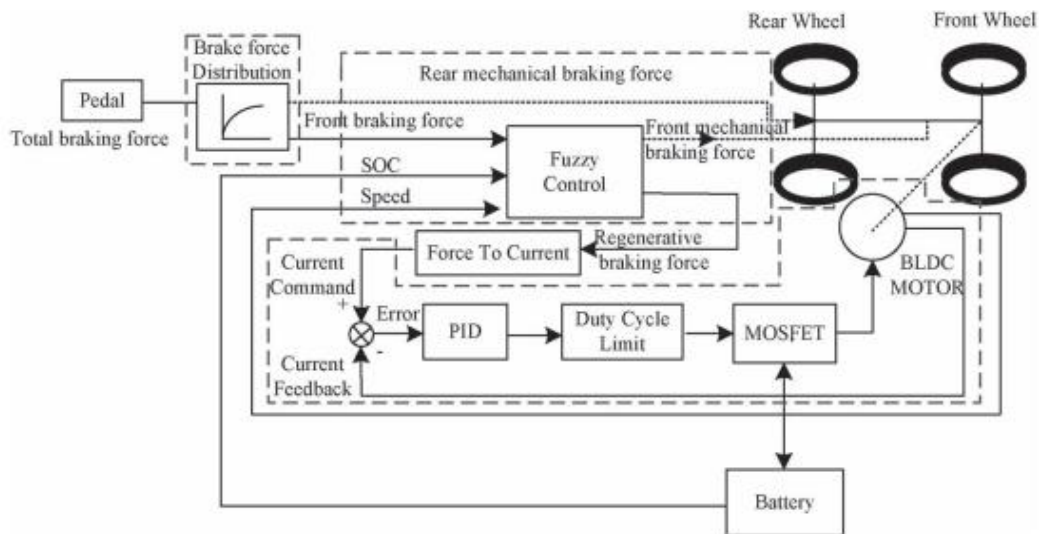 Rear Wheel
Front Wheel
Brake force
Distribution
Rear mechanical braking force
Pedal
Total braking force
Front braking force
Front mechanical
braking force
Fuzzy
Control
SOC
Speed
Force To Current
Regenerative
braking force
BLDC
MOTOR
Current
Command
+
Error
PID
Duty Cycle
Limit
MOSFET
-
Current
Feedback
Battery